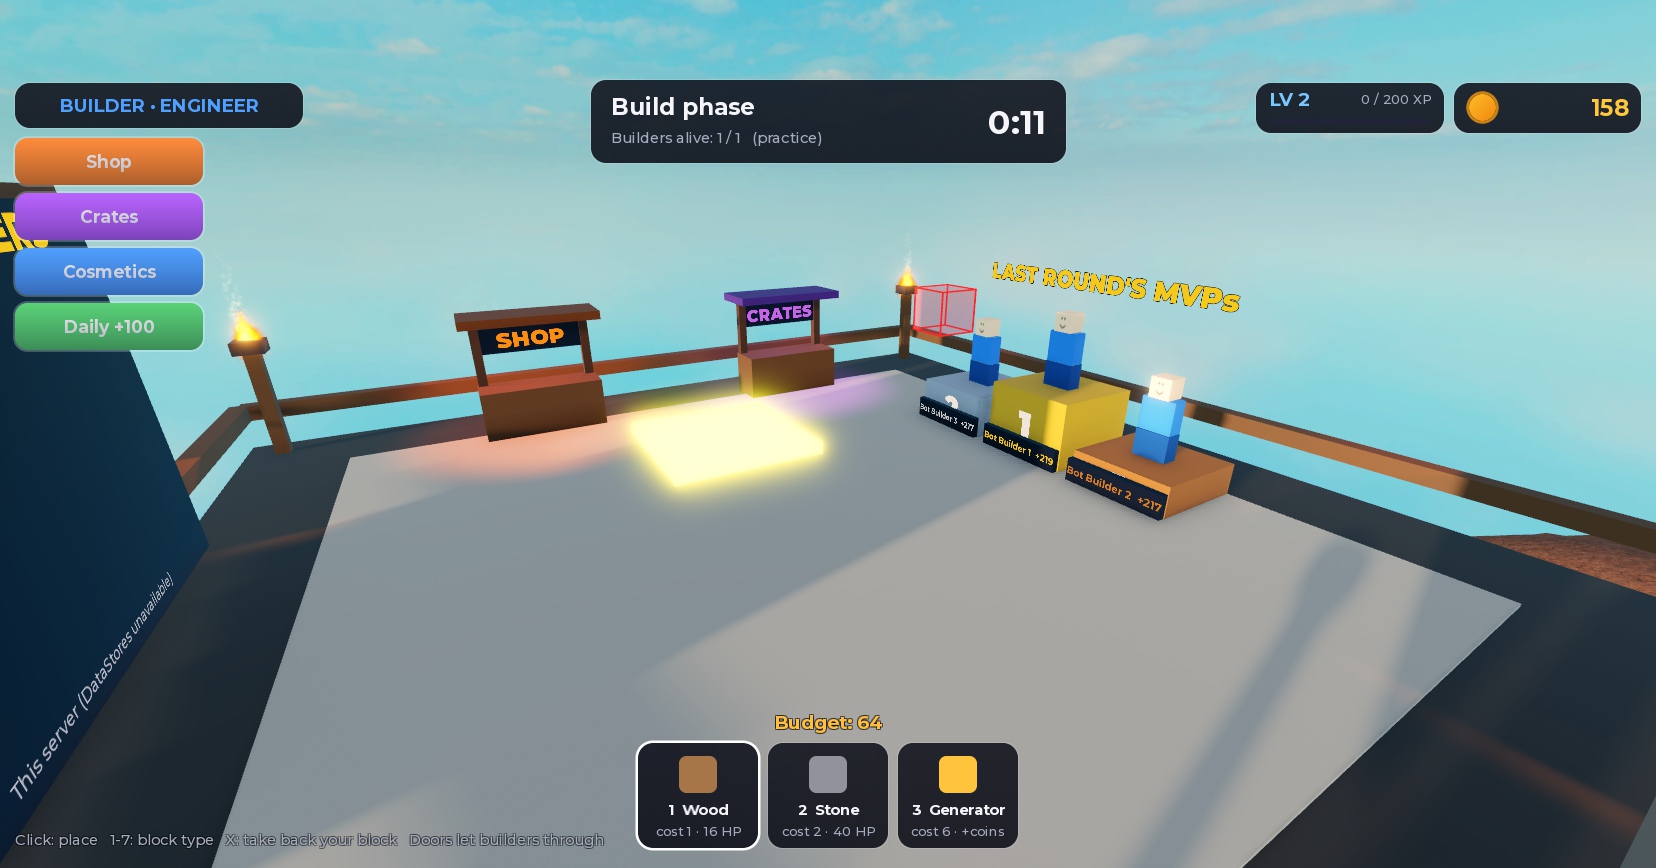 BUILDER • ENGINEER
Build phase
Builders alive: 1 / 1 (practice)
0:11
LV 2
0 / 200 XP
158
Shop
Crates
Cosmetics
Daily +100
LAST ROUND'S MVPs
SHOP
CRATES
1
Bot Builder 3 +217
Bot Builder 1 +219
Bot Builder 2 +217
This server (DataStores unavailable)
Budget: 64
1 Wood
cost 1 · 16 HP
2 Stone
cost 2 · 40 HP
3 Generator
cost 6 · +coins
Click: place 1-7: block type X: take back your block Doors let builders through